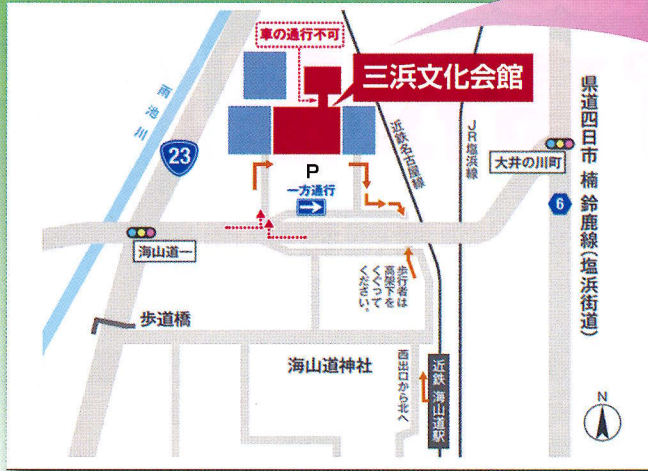 車の通行不可
三浜文化会館
雨池川
23
近鉄名古屋線
JR塩浜線
大井の川町
県道四日市 楠 鈴鹿線(塩浜街道)
6
P
一方通行
海山道一
歩行者は
高架下を
くぐって
ください。
歩道橋
海山道神社
西出口から北へ
近鉄 海山道駅
N